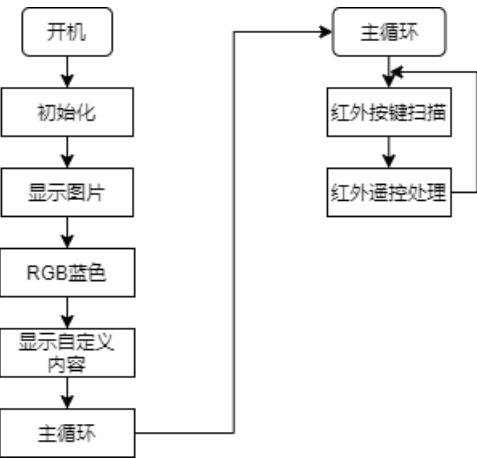 开机
初始化
显示图片
RGB蓝色
显示自定义
内容
主循环
主循环
红外按键扫描
红外遥控处理